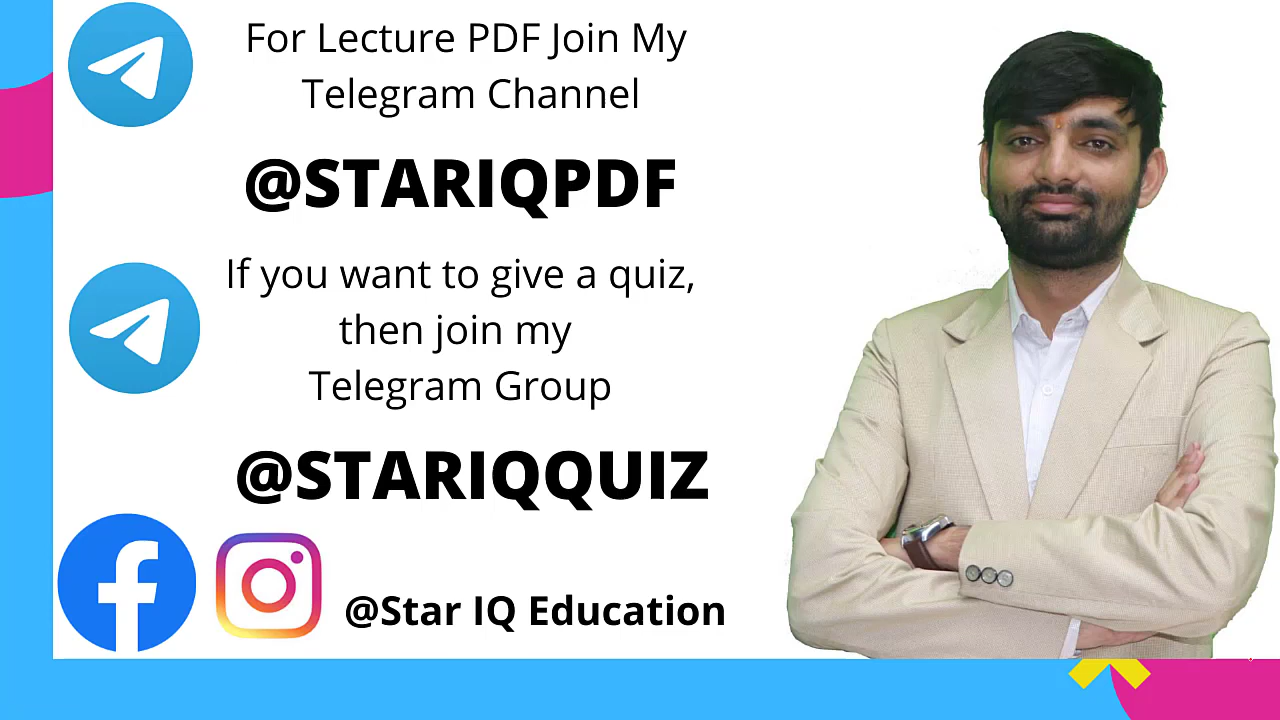 For Lecture PDF Join My
Telegram Channel
@STARIQPDF
If you want to give a quiz,
then join my
Telegram Group
@STARIQQUIZ
@Star IQ Education